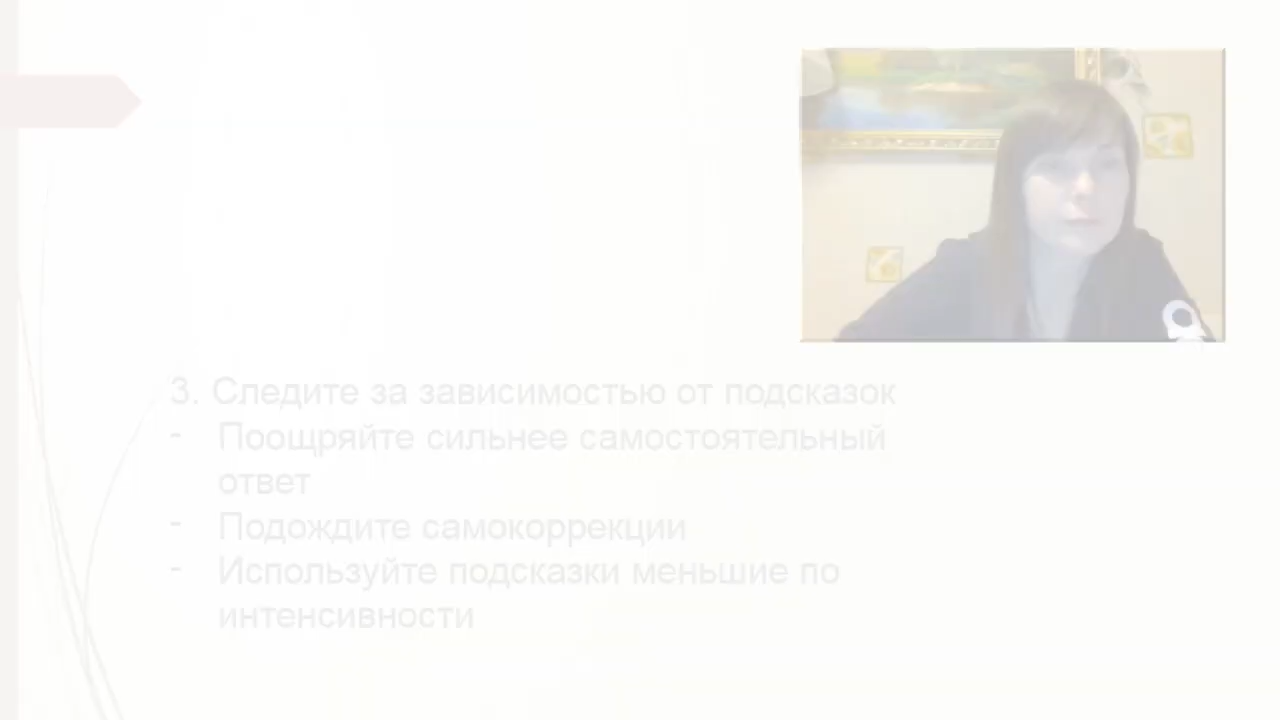 3. Следите за зависимостью от подсказок
- Поощряйте сильнее самостоятельный
ответ
- Подождите самокоррекции
- Используйте подсказки меньшие по
интенсивности